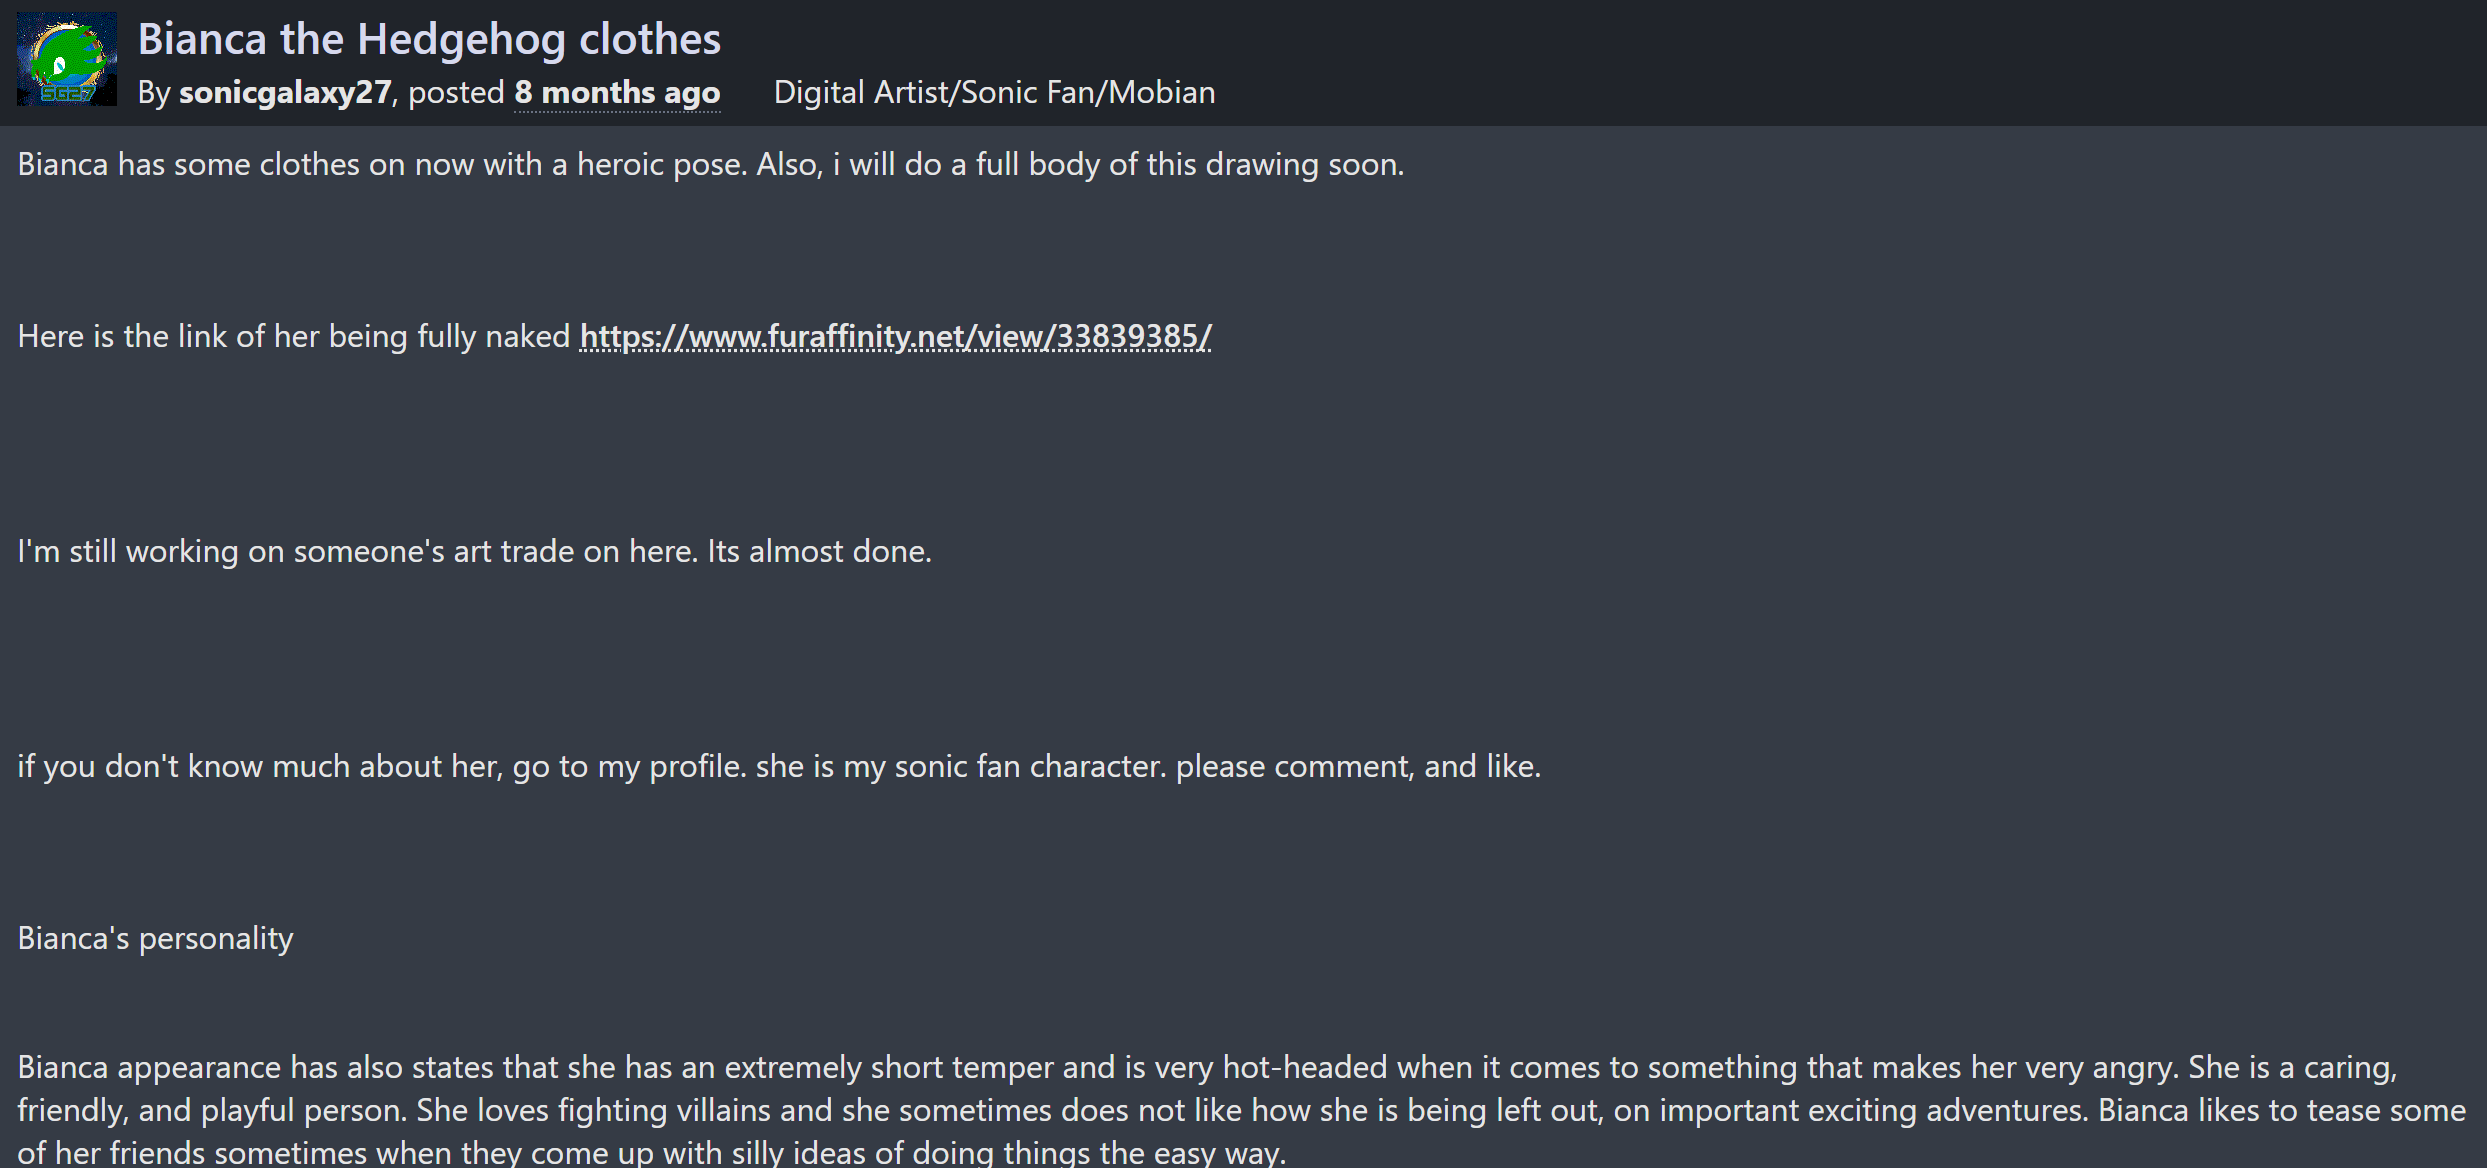 Bianca the Hedgehog clothes
By sonicgalaxy27, posted 8 months ago Digital Artist/Sonic Fan/Mobian
SG27
Bianca has some clothes on now with a heroic pose. Also, i will do a full body of this drawing soon.
Here is the link of her being fully naked https://www.furaffinity.net/view/33839385/
I'm still working on someone's art trade on here. Its almost done.
if you don't know much about her, go to my profile. she is my sonic fan character. please comment, and like.
Bianca's personality
Bianca appearance has also states that she has an extremely short temper and is very hot-headed when it comes to something that makes her very angry. She is a caring,
friendly, and playful person. She loves fighting villains and she sometimes does not like how she is being left out, on important exciting adventures. Bianca likes to tease some
of her friends sometimes when they come up with silly ideas of doing things the easy way.